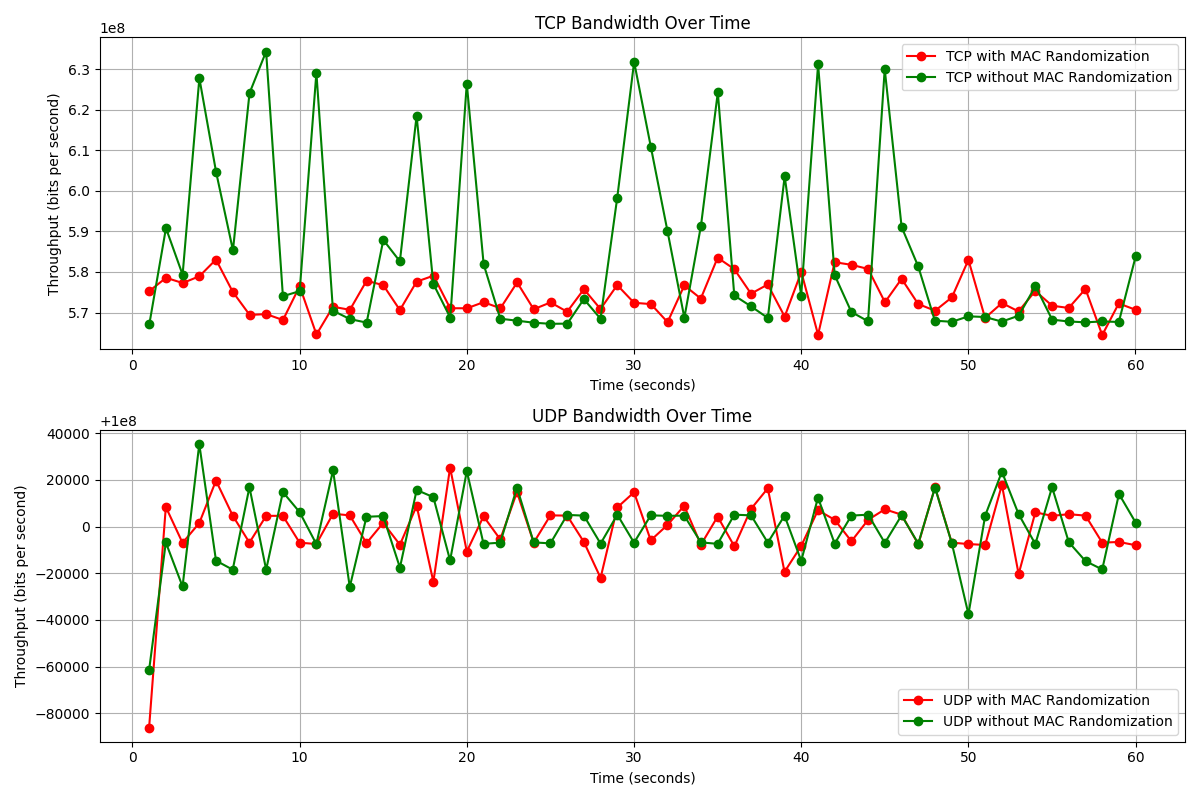 TCP Bandwidth Over Time
1e8
Throughput (bits per second)
6.3
6.2
6.1
6.0
5.9
5.8
5.7
TCP with MAC Randomization
TCP without MAC Randomization
0 10 20 30 40 50 60
Time (seconds)
UDP Bandwidth Over Time
+1e8
Throughput (bits per second)
40000
20000
0
−20000
−40000
−60000
−80000
UDP with MAC Randomization
UDP without MAC Randomization
0 10 20 30 40 50 60
Time (seconds)